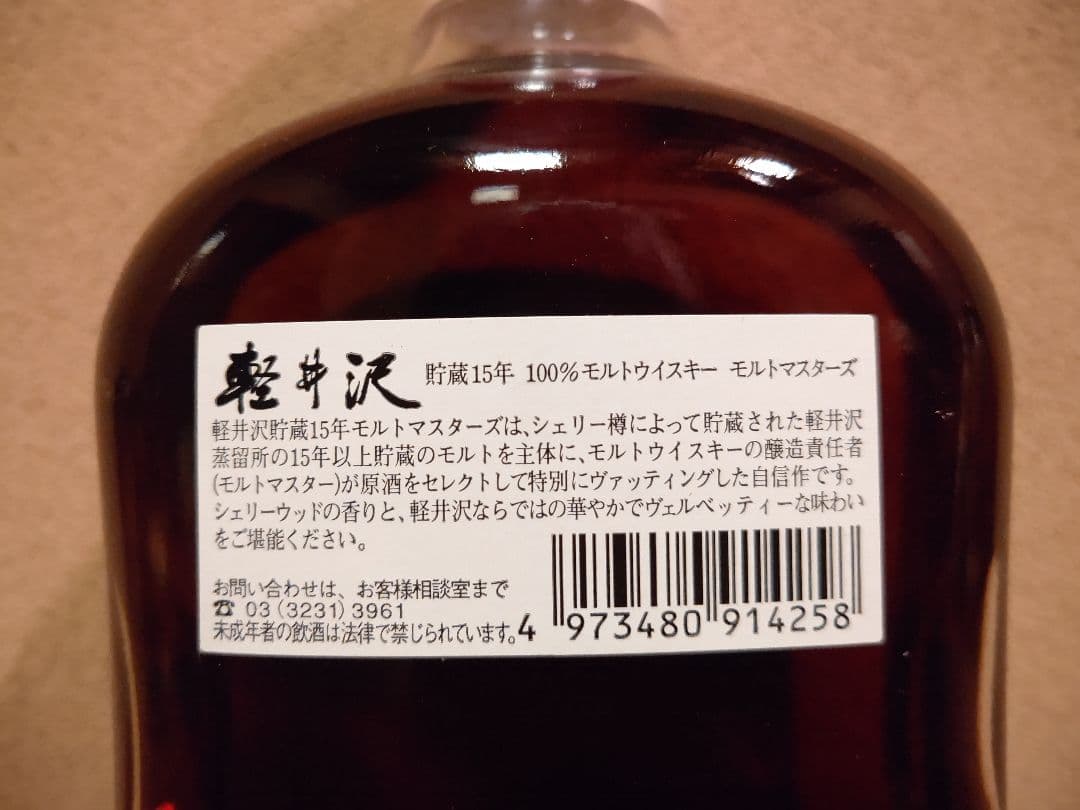 軽井沢 貯蔵15年 100%モルトウイスキー モルトマスターズ
軽井沢貯蔵15年モルトマスターズは、シェリー樽によって貯蔵された軽井沢
蒸留所の15年以上貯蔵のモルトを主体に、モルトウイスキーの醸造責任者
(モルトマスター)が原酒をセレクトして特別にヴァッティングした自信作です。
シェリーウッドの香りと、軽井沢ならではの華やかでヴェルベッティーな味わい
をご堪能ください。
お問い合わせは、お客様相談室まで
☎ 03(3231)3961
未成年者の飲酒は法律で禁じられています。
4 973480 914258